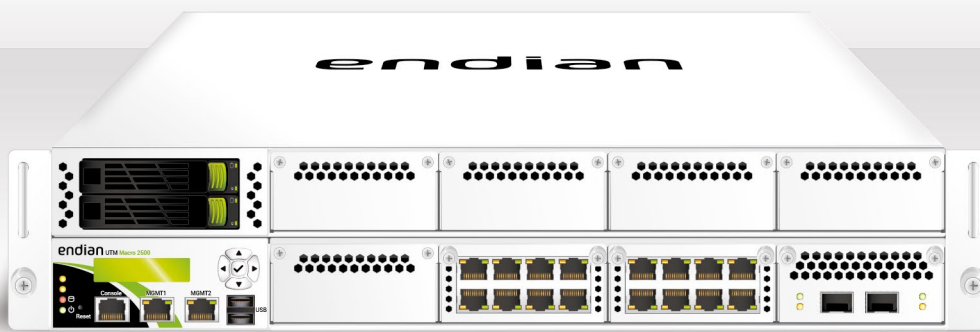 endian
endian UTM Macro 2500
Console
MGMT1
MGMT2
Reset
USB